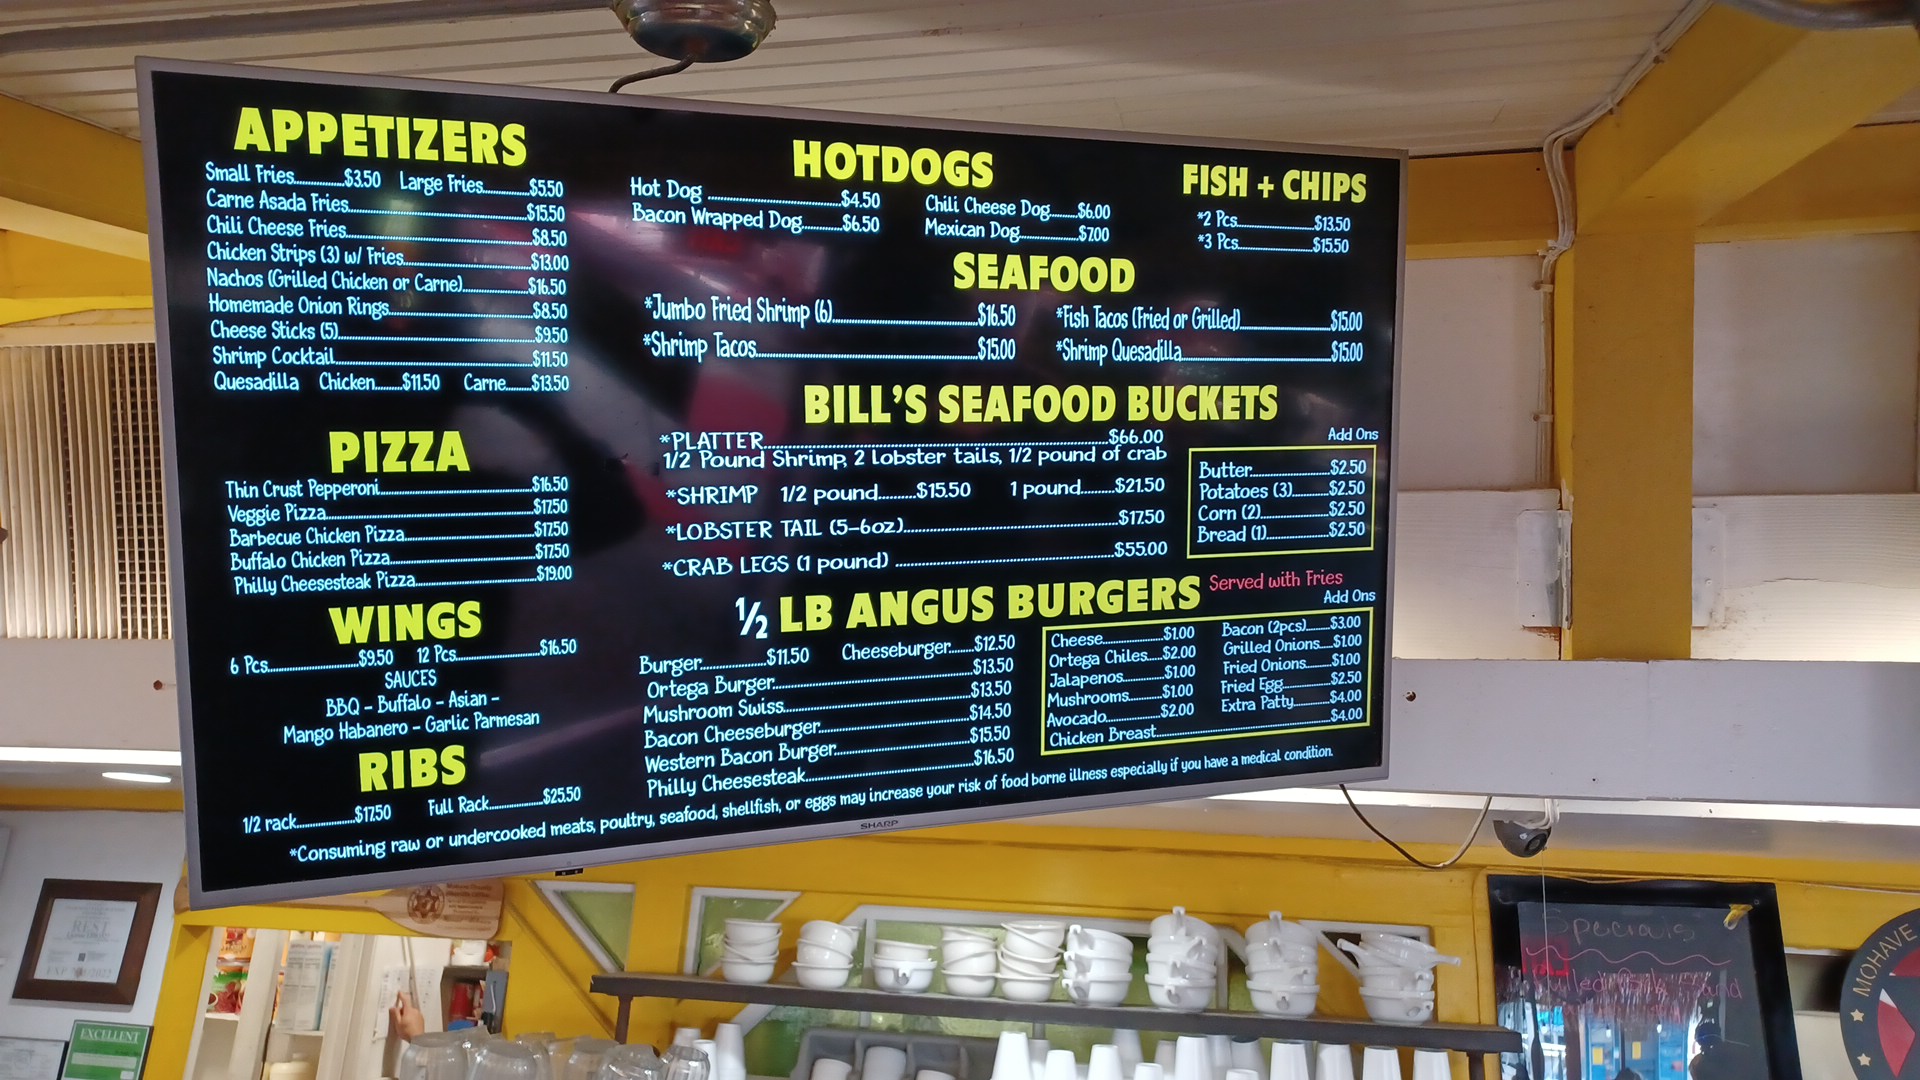 APPETIZERS
Small Fries.............$3.50 Large Fries............$5.50
Carne Asada Fries..............................$15.50
Chili Cheese Fries..............................$8.50
Chicken Strips (3) w/ Fries......................$13.00
Nachos (Grilled Chicken or Carne)................$16.50
Homemade Onion Rings.........................$8.50
Cheese Sticks (5)..............................$9.50
Shrimp Cocktail..............................$11.50
Quesadilla Chicken.......$11.50 Carne.......$13.50
PIZZA
Thin Crust Pepperoni..............................$16.50
Veggie Pizza..............................$17.50
Barbecue Chicken Pizza..........................$17.50
Buffalo Chicken Pizza..........................$17.50
Philly Cheesesteak Pizza.........................$19.00
WINGS
6 Pcs....................$9.50 12 Pcs..................$16.50
SAUCES
BBQ - Buffalo - Asian -
Mango Habanero - Garlic Parmesan
RIBS
1/2 rack..............$17.50 Full Rack..............$25.50
HOTDOGS
Hot Dog ..............................$4.50 Chili Cheese Dog.......$6.00
Bacon Wrapped Dog..........$6.50 Mexican Dog..............$7.00
FISH + CHIPS
*2 Pcs....................$13.50
*3 Pcs....................$15.50
SEAFOOD
*Jumbo Fried Shrimp (6)..............................$16.50 *Fish Tacos (Fried or Grilled)......................$15.00
*Shrimp Tacos..............................$15.00 *Shrimp Quesadilla..............................$15.00
BILL'S SEAFOOD BUCKETS
*PLATTER..............................$66.00
1/2 Pound Shrimp, 2 lobster tails, 1/2 pound of crab
*SHRIMP 1/2 pound.........$15.50 1 pound.........$21.50
*LOBSTER TAIL (5-6oz)..............................$17.50
*CRAB LEGS (1 pound) ..............................$55.00
Add Ons
Butter....................$2.50
Potatoes (3).........$2.50
Corn (2)................$2.50
Bread (1)...............$2.50
½ LB ANGUS BURGERS Served with Fries
Burger................$11.50 Cheeseburger.......$12.50
Ortega Burger..............................$13.50
Mushroom Swiss..............................$13.50
Bacon Cheeseburger..............................$14.50
Western Bacon Burger..........................$15.50
Philly Cheesesteak..............................$16.50
Add Ons
Cheese................$1.00 Bacon (2pcs).......$3.00
Ortega Chiles.....$2.00 Grilled Onions....$1.00
Jalapenos...........$1.00 Fried Onions.......$1.00
Mushrooms.........$1.00 Fried Egg............$2.50
Avocado..............$2.00 Extra Patty.........$4.00
Chicken Breast..............................$4.00
*Consuming raw or undercooked meats, poultry, seafood, shellfish, or eggs may increase your risk of food borne illness especially if you have a medical condition.
SHARP
Specials
MOHAVE
EXCELLENT